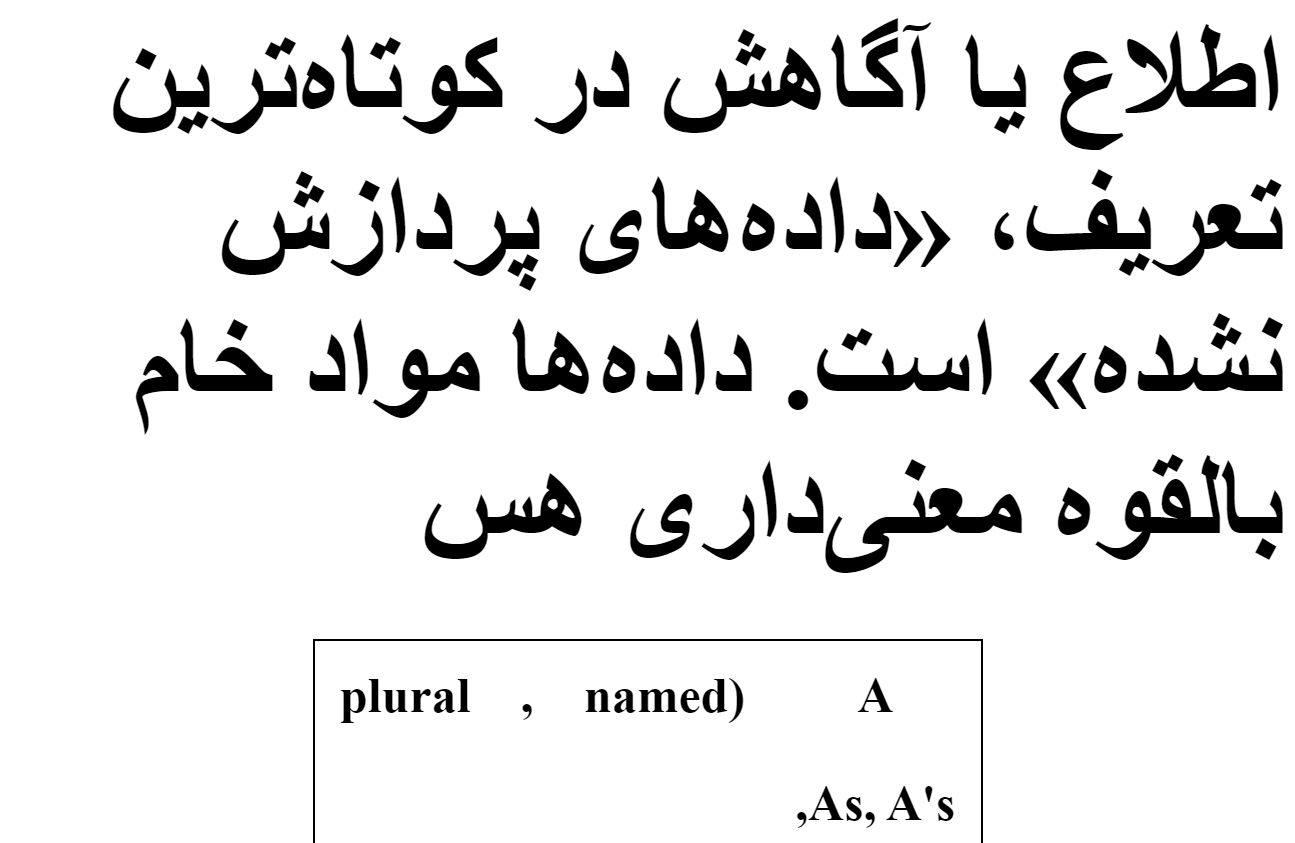 اطلاع یا آگاهش در کوتاه‌ترین
تعریف، «داده‌های پردازش
نشده» است. داده‌ها مواد خام
بالقوه معنی‌داری هس
plural , named) A
,As, A's